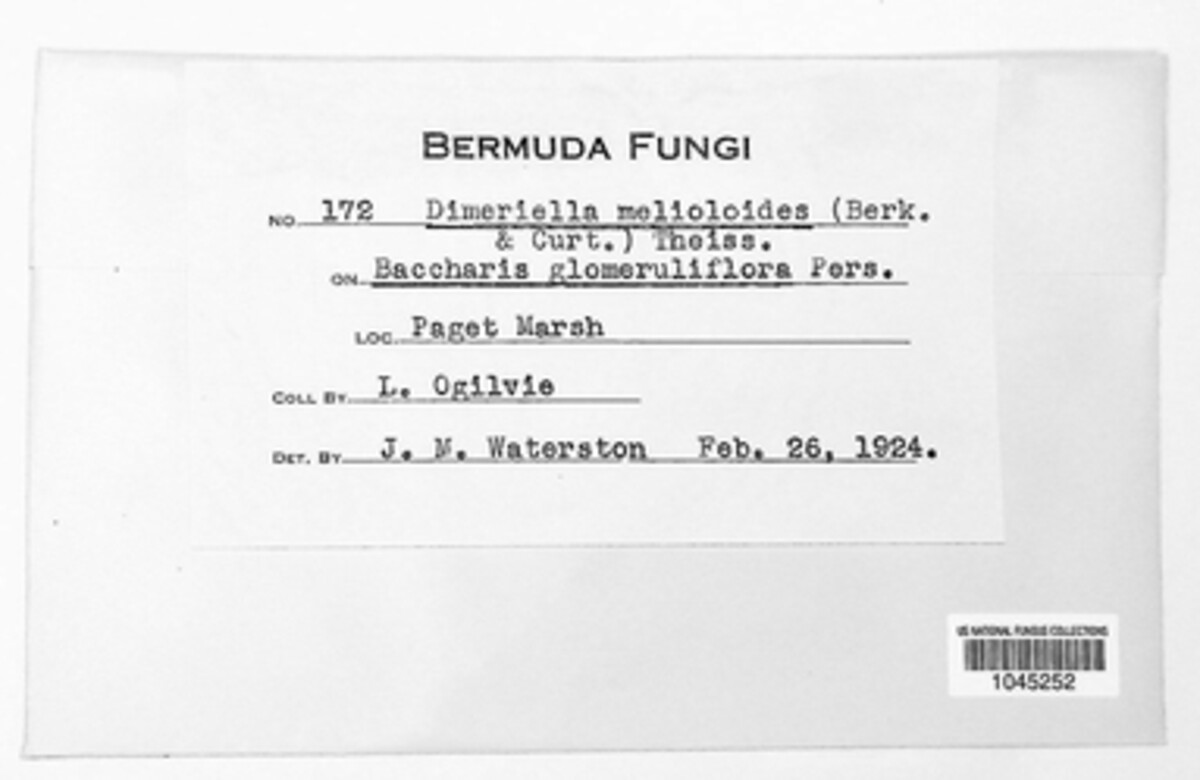 BERMUDA FUNGI
NO. 172 Dimeriella melioloides (Berk.
& Curt.) Theiss.
ON Baccharis glomeruliflora Pers.
LOC. Paget Marsh
COLL BY L. Ogilvie
DET. BY J. M. Waterston Feb. 26, 1924.
US NATIONAL FUNGUS COLLECTIONS
1045252